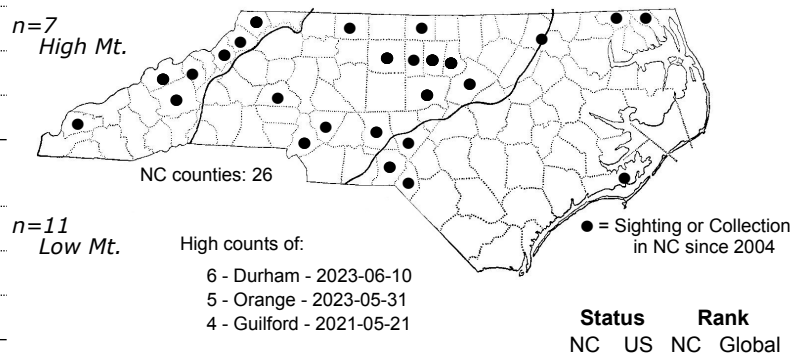 n=7
High Mt.
NC counties: 26
n=11
Low Mt.
High counts of:
6 - Durham - 2023-06-10
5 - Orange - 2023-05-31
4 - Guilford - 2021-05-21
● = Sighting or Collection
in NC since 2004
Status Rank
NC US NC Global